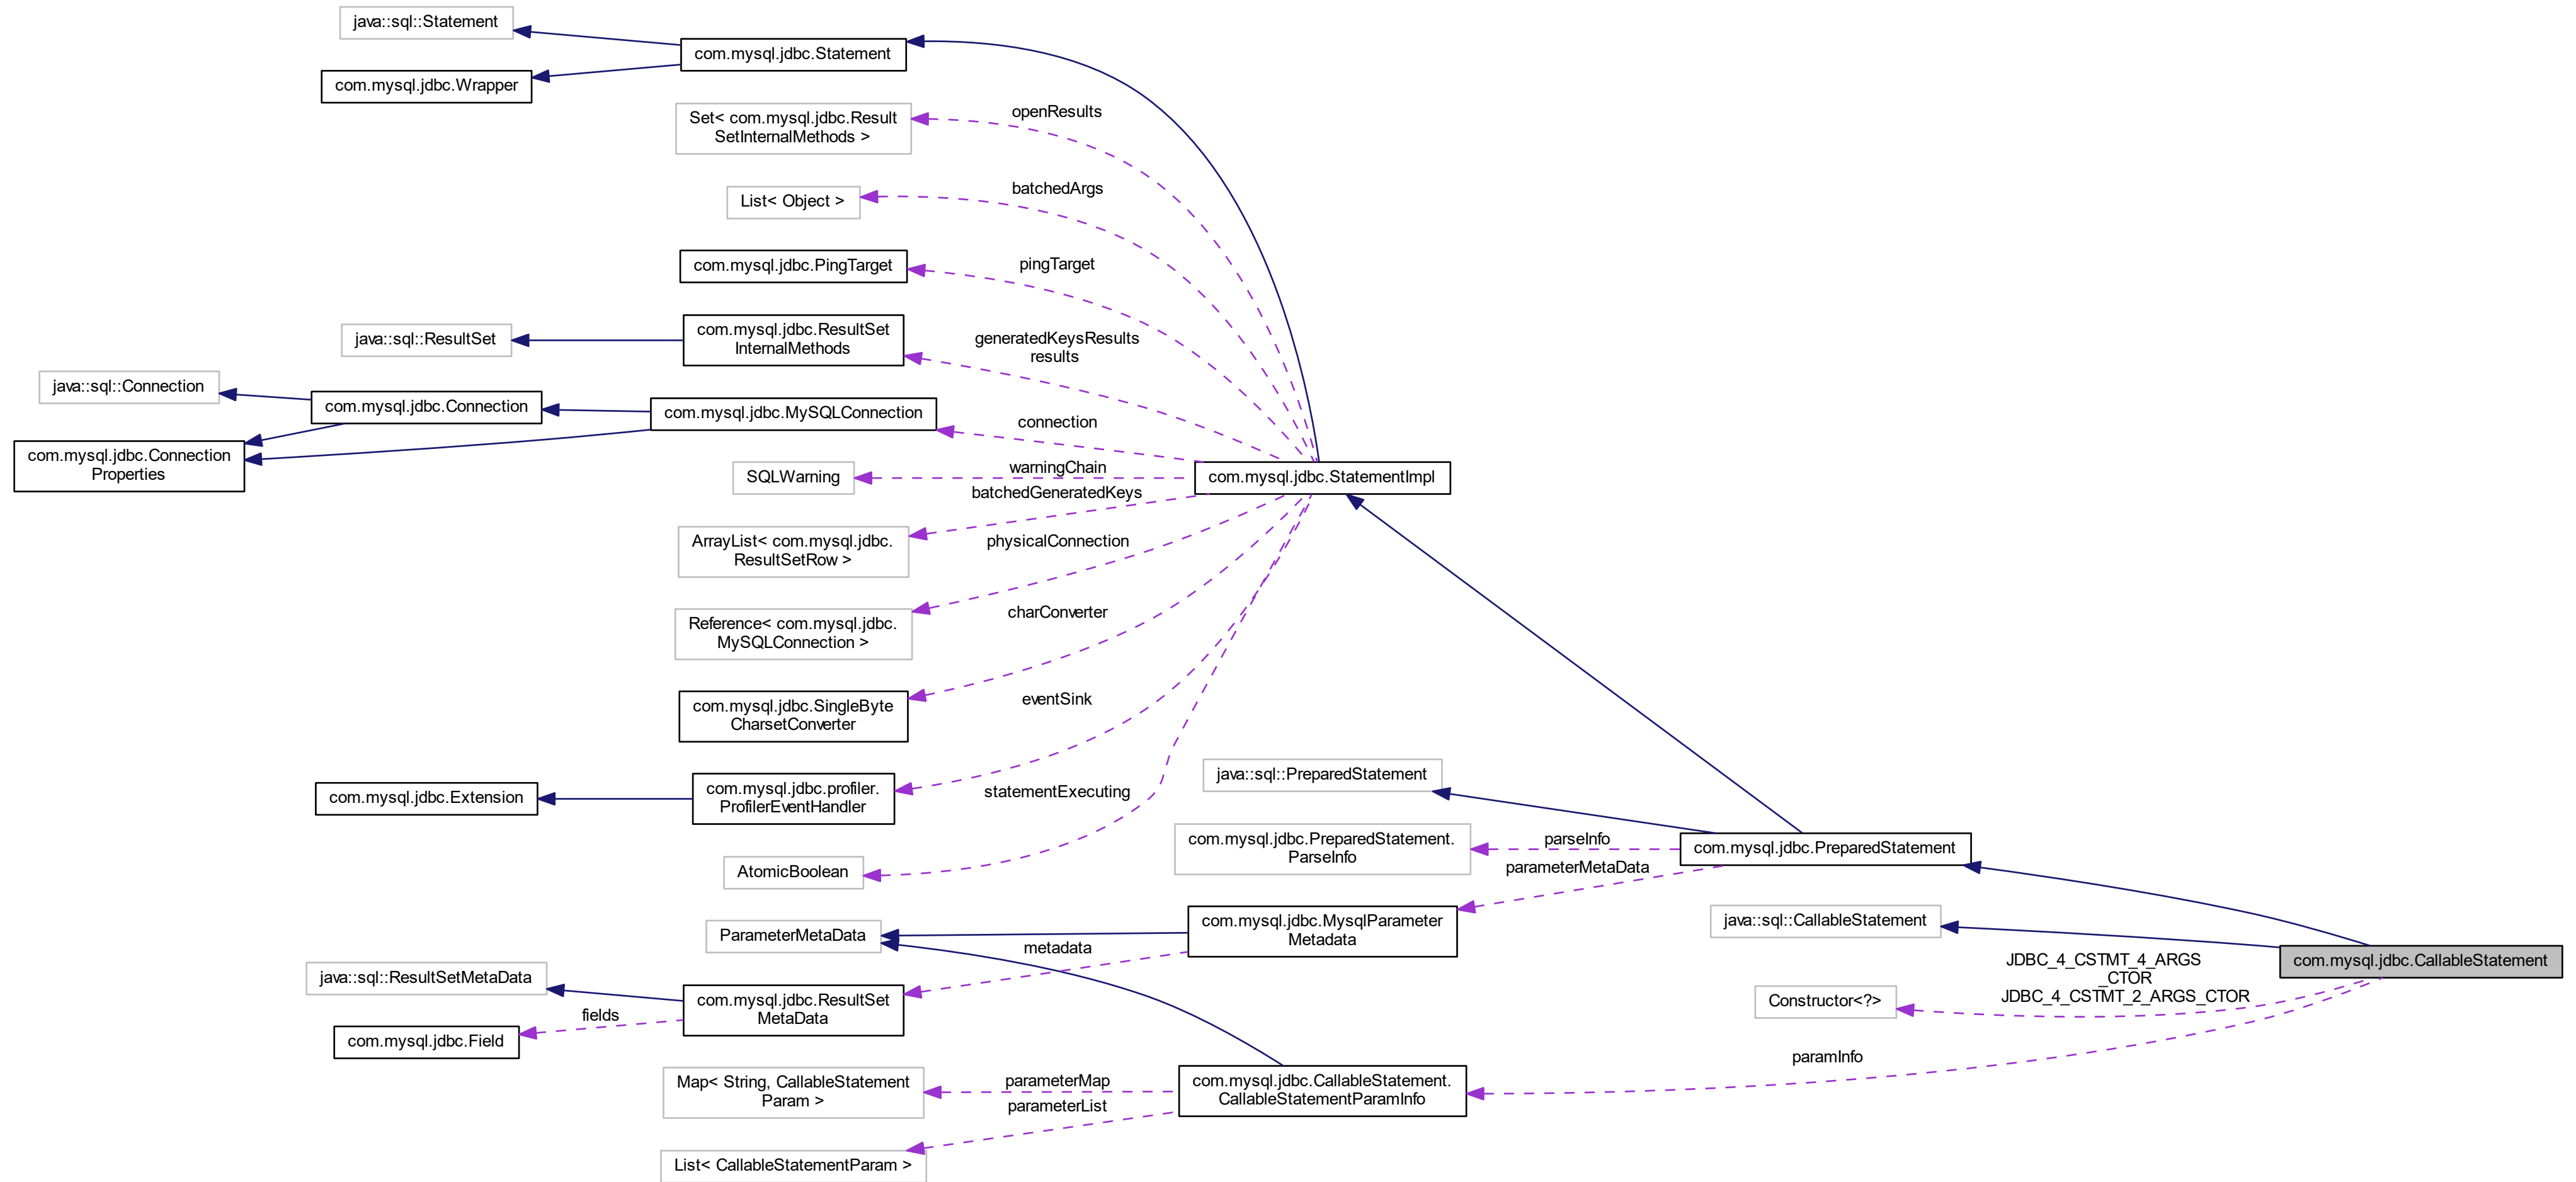 java::sql::Statement
com.mysql.jdbc.Statement
com.mysql.jdbc.Wrapper
Set< com.mysql.jdbc.Result
SetInternalMethods >
openResults
List< Object >
batchedArgs
com.mysql.jdbc.PingTarget
pingTarget
java::sql::ResultSet
com.mysql.jdbc.ResultSet
InternalMethods
generatedKeysResults
results
java::sql::Connection
com.mysql.jdbc.Connection
com.mysql.jdbc.MySQLConnection
connection
com.mysql.jdbc.Connection
Properties
SQLWarning
warningChain
com.mysql.jdbc.StatementImpl
batchedGeneratedKeys
ArrayList< com.mysql.jdbc.
ResultSetRow >
physicalConnection
Reference< com.mysql.jdbc.
MySQLConnection >
charConverter
com.mysql.jdbc.SingleByte
CharsetConverter
eventSink
com.mysql.jdbc.Extension
com.mysql.jdbc.profiler.
ProfilerEventHandler
statementExecuting
java::sql::PreparedStatement
AtomicBoolean
com.mysql.jdbc.PreparedStatement.
ParseInfo
parseInfo
com.mysql.jdbc.PreparedStatement
parameterMetaData
ParameterMetaData
com.mysql.jdbc.MysqlParameter
Metadata
java::sql::CallableStatement
metadata
com.mysql.jdbc.CallableStatement
java::sql::ResultSetMetaData
com.mysql.jdbc.ResultSet
MetaData
JDBC_4_CSTMT_4_ARGS
_CTOR
JDBC_4_CSTMT_2_ARGS_CTOR
Constructor<?>
fields
com.mysql.jdbc.Field
paramInfo
Map< String, CallableStatement
Param >
parameterMap
com.mysql.jdbc.CallableStatement.
CallableStatementParamInfo
parameterList
List< CallableStatementParam >